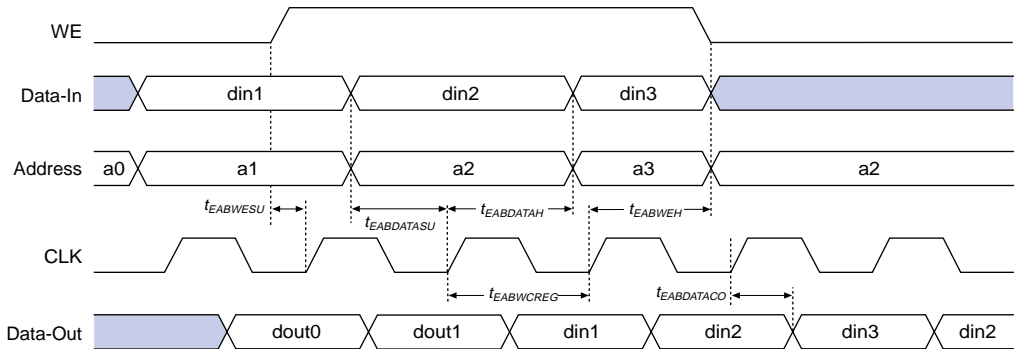 WE
Data-In din1 din2 din3
Address a0 a1 a2 a3 a2
tEABWESU tEABDATASU tEABDATAH tEABWEH
CLK
tEABWCREG tEABDATACO
Data-Out dout0 dout1 din1 din2 din3 din2